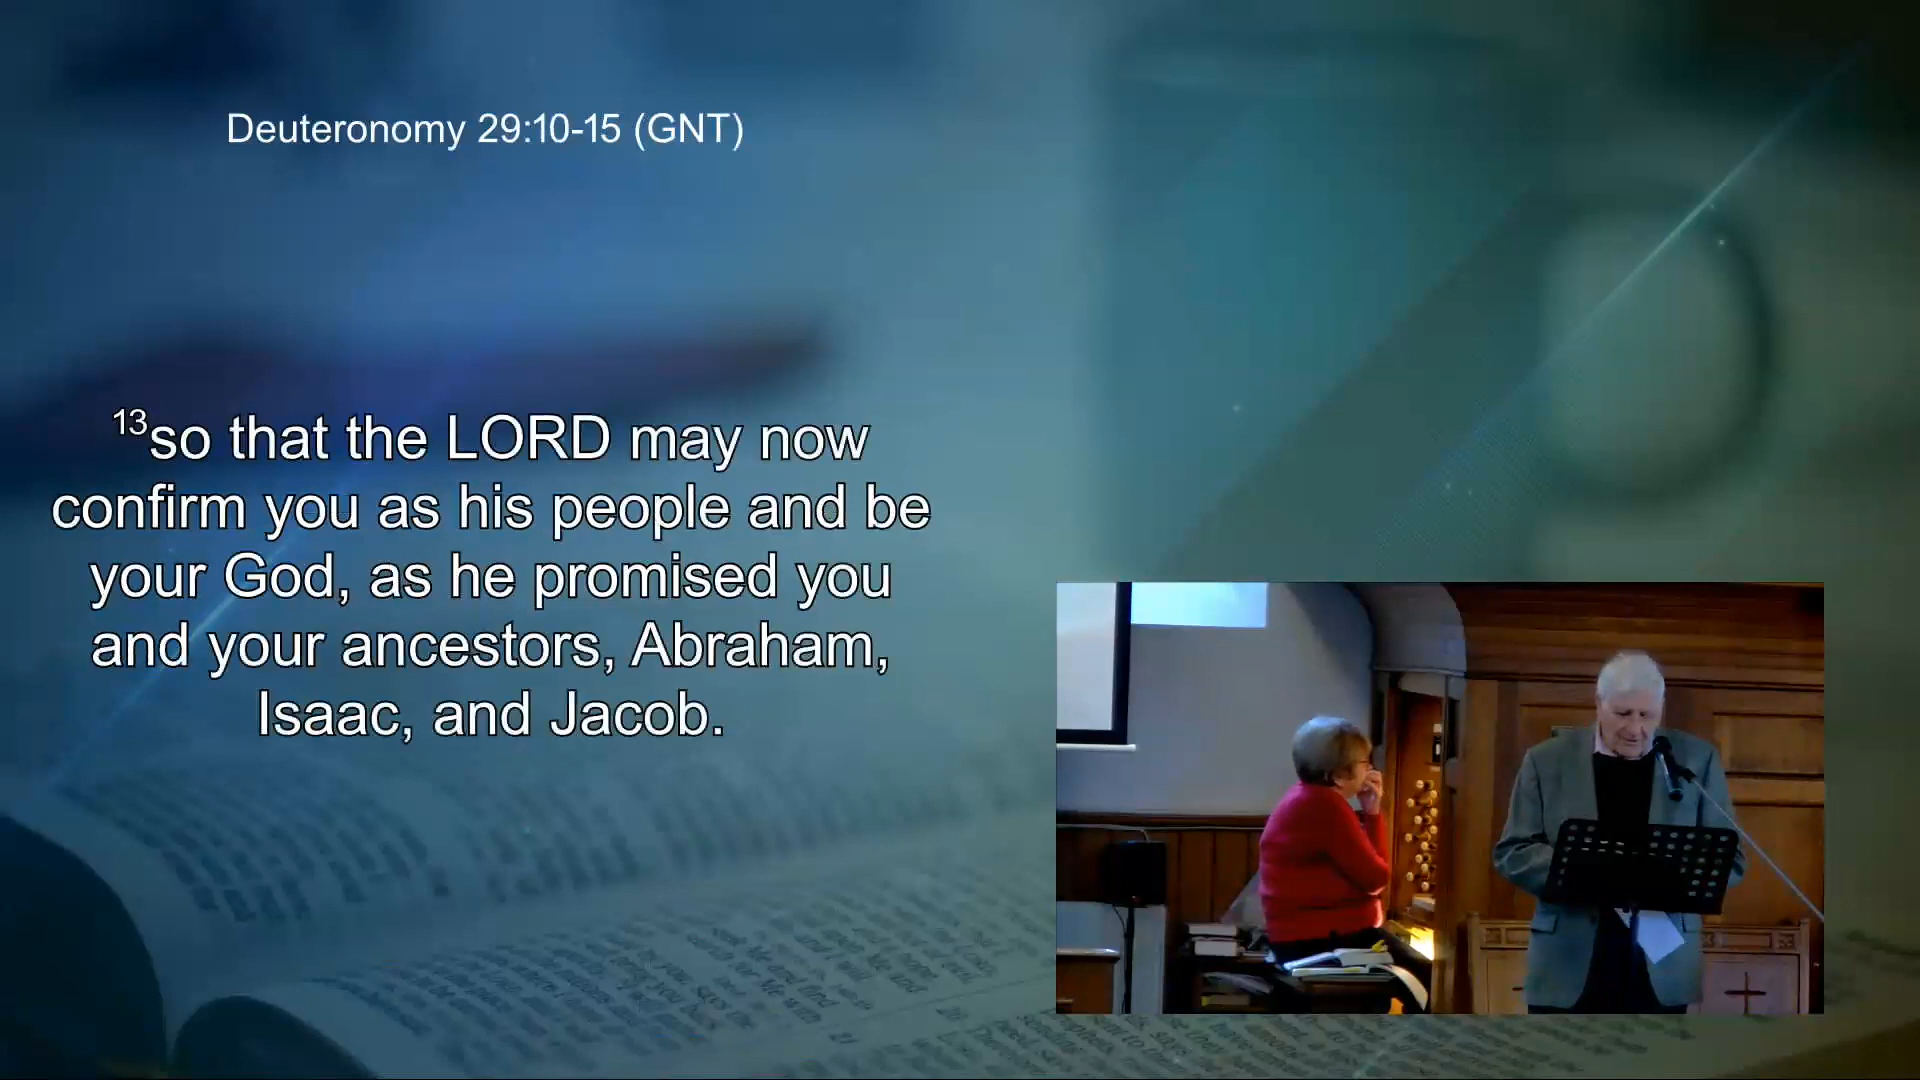 Deuteronomy 29:10-15 (GNT)
13so that the LORD may now
confirm you as his people and be
your God, as he promised you
and your ancestors, Abraham,
Isaac, and Jacob.